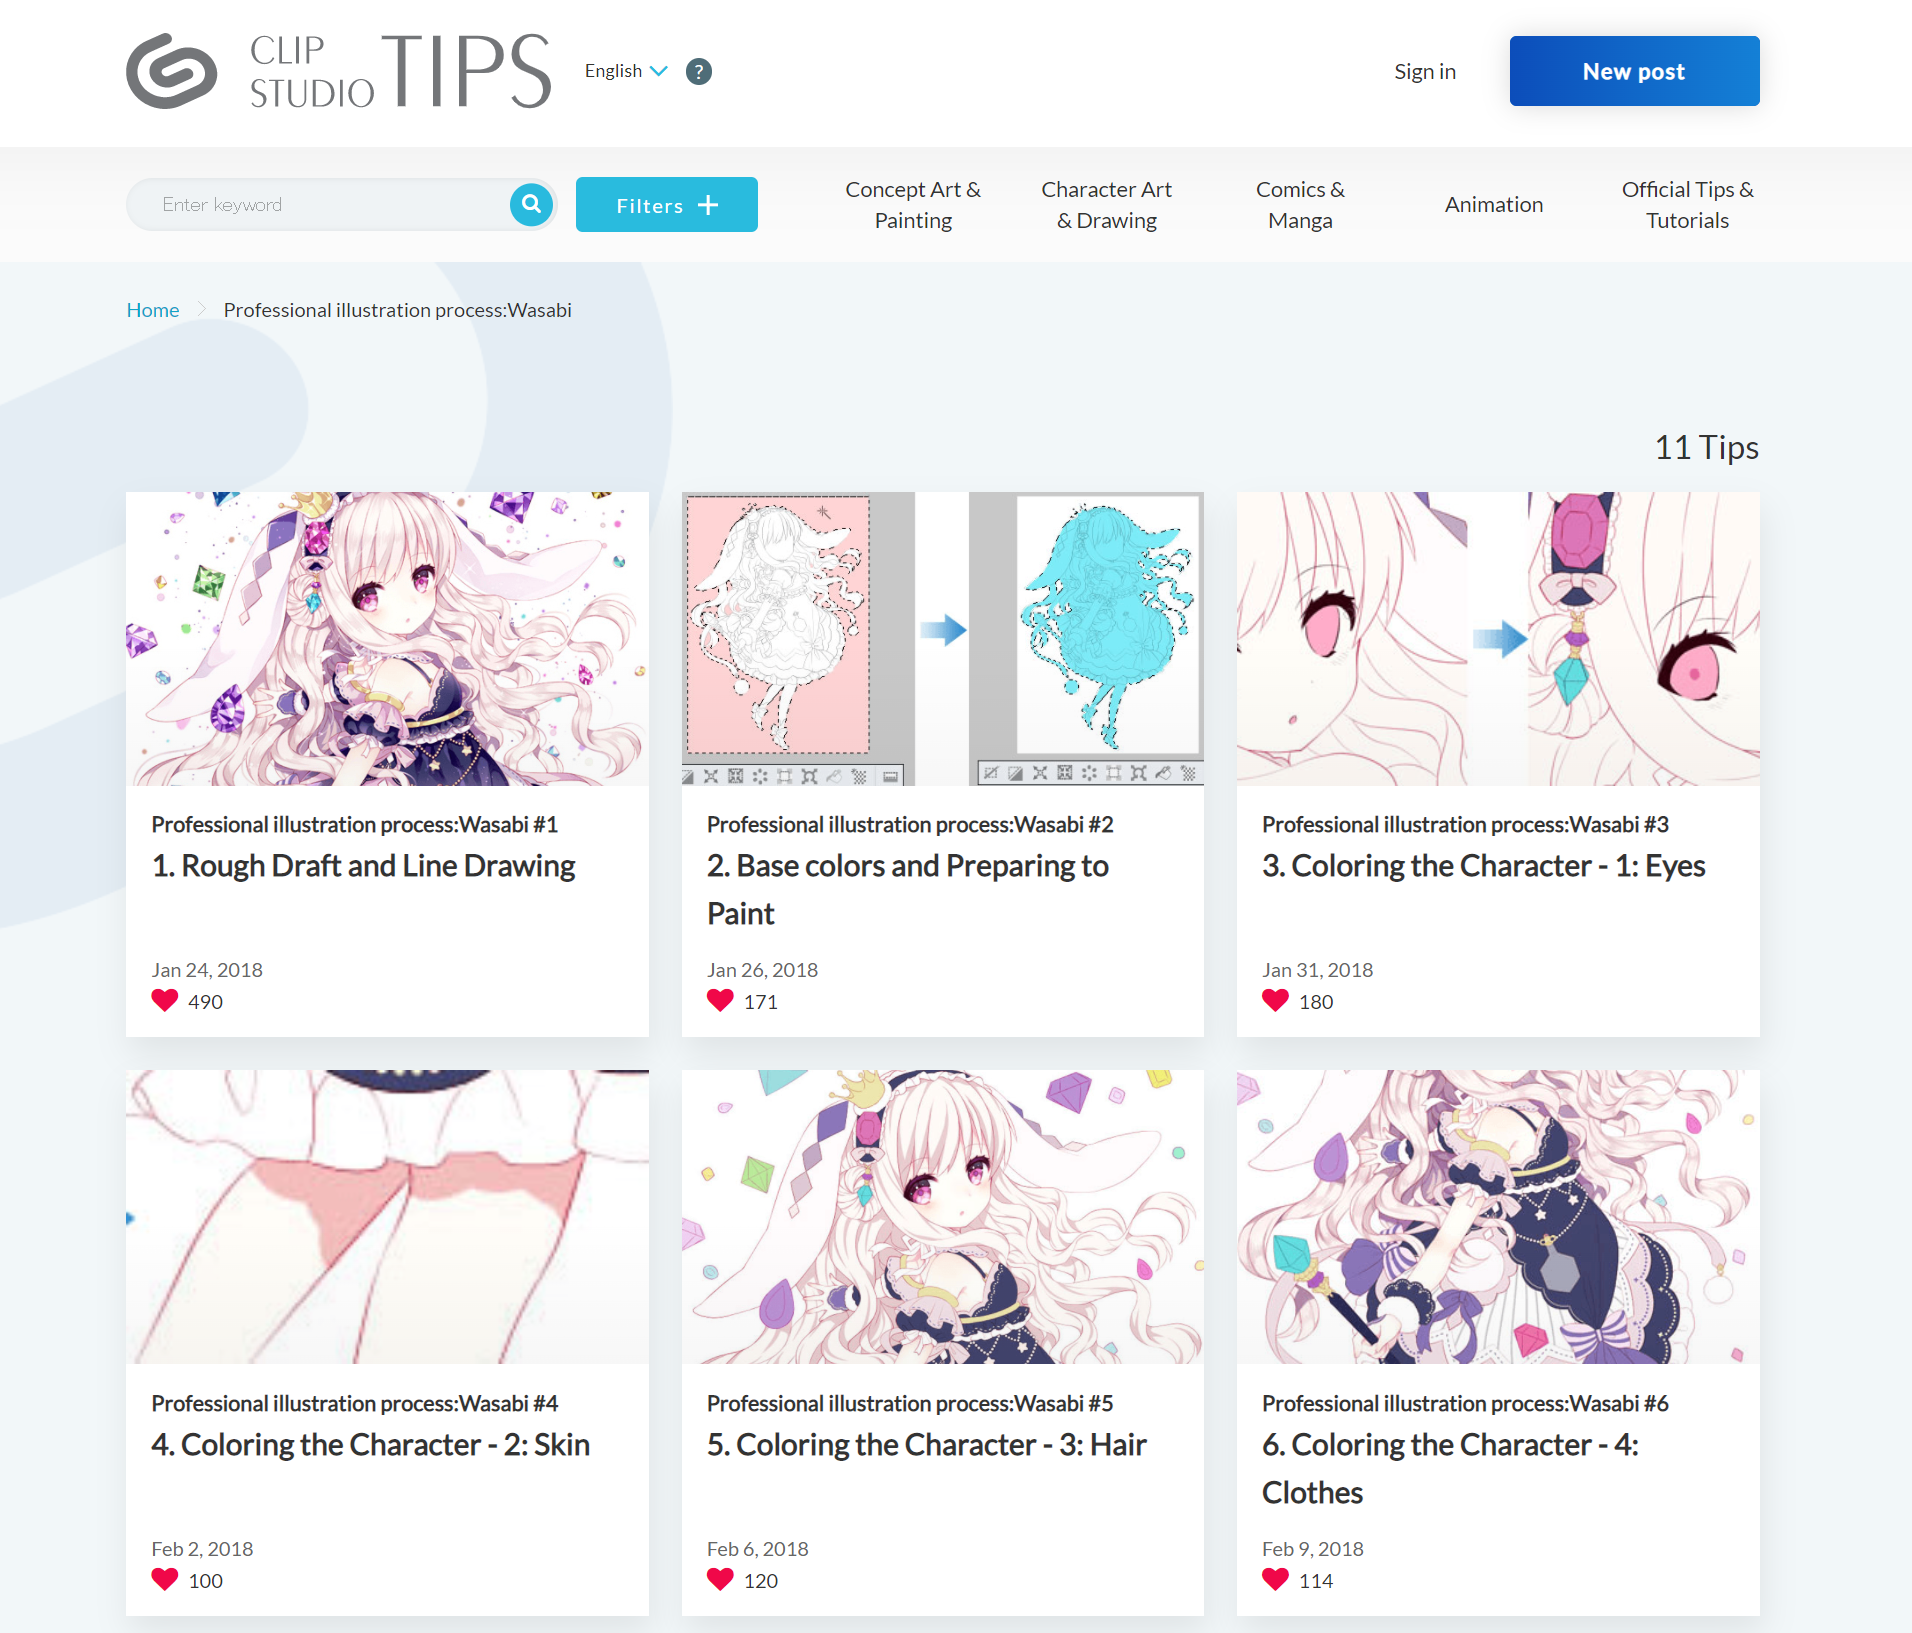 CLIP
STUDIO TIPS
English
?
Sign in
New post
Enter keyword
Filters +
Concept Art &
Painting
Character Art
& Drawing
Comics &
Manga
Animation
Official Tips &
Tutorials
Home
Professional illustration process:Wasabi
11 Tips
Professional illustration process:Wasabi #1
1. Rough Draft and Line Drawing
Jan 24, 2018
490
Professional illustration process:Wasabi #2
2. Base colors and Preparing to
Paint
Jan 26, 2018
171
Professional illustration process:Wasabi #3
3. Coloring the Character - 1: Eyes
Jan 31, 2018
180
Professional illustration process:Wasabi #4
4. Coloring the Character - 2: Skin
Feb 2, 2018
100
Professional illustration process:Wasabi #5
5. Coloring the Character - 3: Hair
Feb 6, 2018
120
Professional illustration process:Wasabi #6
6. Coloring the Character - 4:
Clothes
Feb 9, 2018
114